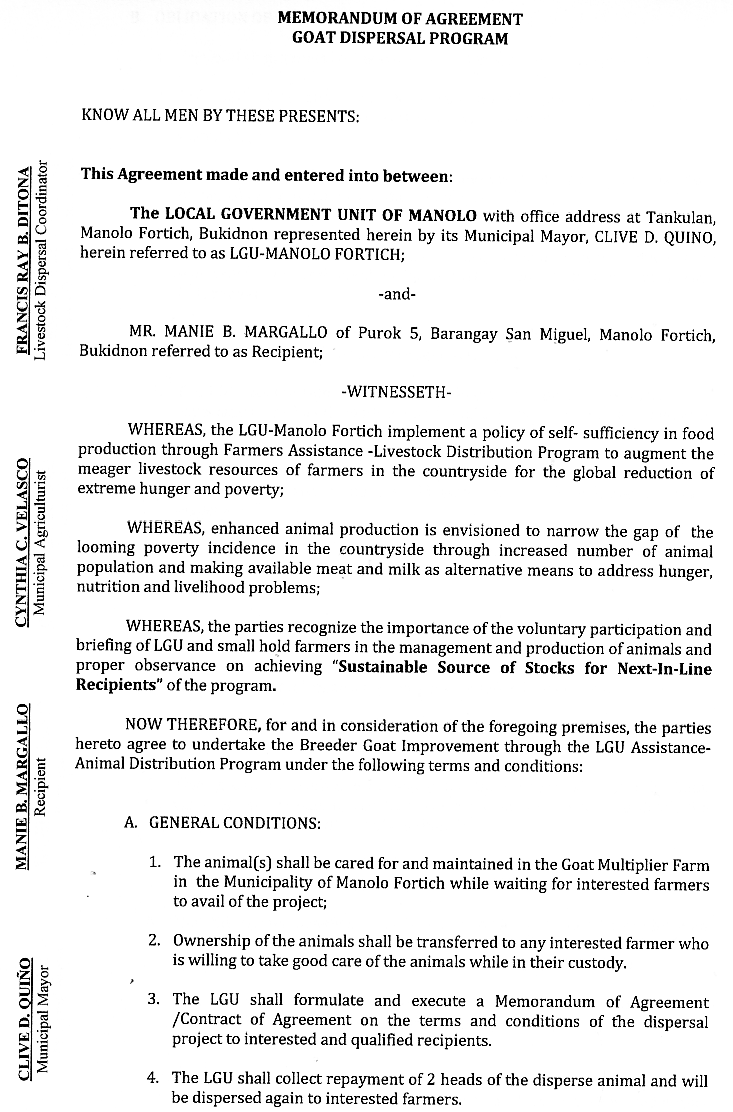 MEMORANDUM OF AGREEMENT
GOAT DISPERSAL PROGRAM
KNOW ALL MEN BY THESE PRESENTS:
This Agreement made and entered into between:
The LOCAL GOVERNMENT UNIT OF MANOLO with office address at Tankulan,
Manolo Fortich, Bukidnon represented herein by its Municipal Mayor, CLIVE D. QUINO,
herein referred to as LGU-MANOLO FORTICH;
-and-
MR. MANIE B. MARGALLO of Purok 5, Barangay San Miguel, Manolo Fortich,
Bukidnon referred to as Recipient;
-WITNESSETH-
WHEREAS, the LGU-Manolo Fortich implement a policy of self- sufficiency in food
production through Farmers Assistance -Livestock Distribution Program to augment the
meager livestock resources of farmers in the countryside for the global reduction of
extreme hunger and poverty;
WHEREAS, enhanced animal production is envisioned to narrow the gap of the
looming poverty incidence in the countryside through increased number of animal
population and making available meat and milk as alternative means to address hunger,
nutrition and livelihood problems;
WHEREAS, the parties recognize the importance of the voluntary participation and
briefing of LGU and small hold farmers in the management and production of animals and
proper observance on achieving "Sustainable Source of Stocks for Next-In-Line
Recipients" of the program.
NOW THEREFORE, for and in consideration of the foregoing premises, the parties
hereto agree to undertake the Breeder Goat Improvement through the LGU Assistance-
Animal Distribution Program under the following terms and conditions:
A. GENERAL CONDITIONS:
1. The animal(s) shall be cared for and maintained in the Goat Multiplier Farm
in the Municipality of Manolo Fortich while waiting for interested farmers
to avail of the project;
2. Ownership of the animals shall be transferred to any interested farmer who
is willing to take good care of the animals while in their custody.
3. The LGU shall formulate and execute a Memorandum of Agreement
/Contract of Agreement on the terms and conditions of the dispersal
project to interested and qualified recipients.
4. The LGU shall collect repayment of 2 heads of the disperse animal and will
be dispersed again to interested farmers.
FRANCIS RAY B. DITONA
Livestock Dispersal Coordinator
CYNTHIA C. VELASCO
Municipal Agriculturist
MANIE B. MARGALLO
Recipient
CLIVE D. QUIÑO
Municipal Mayor